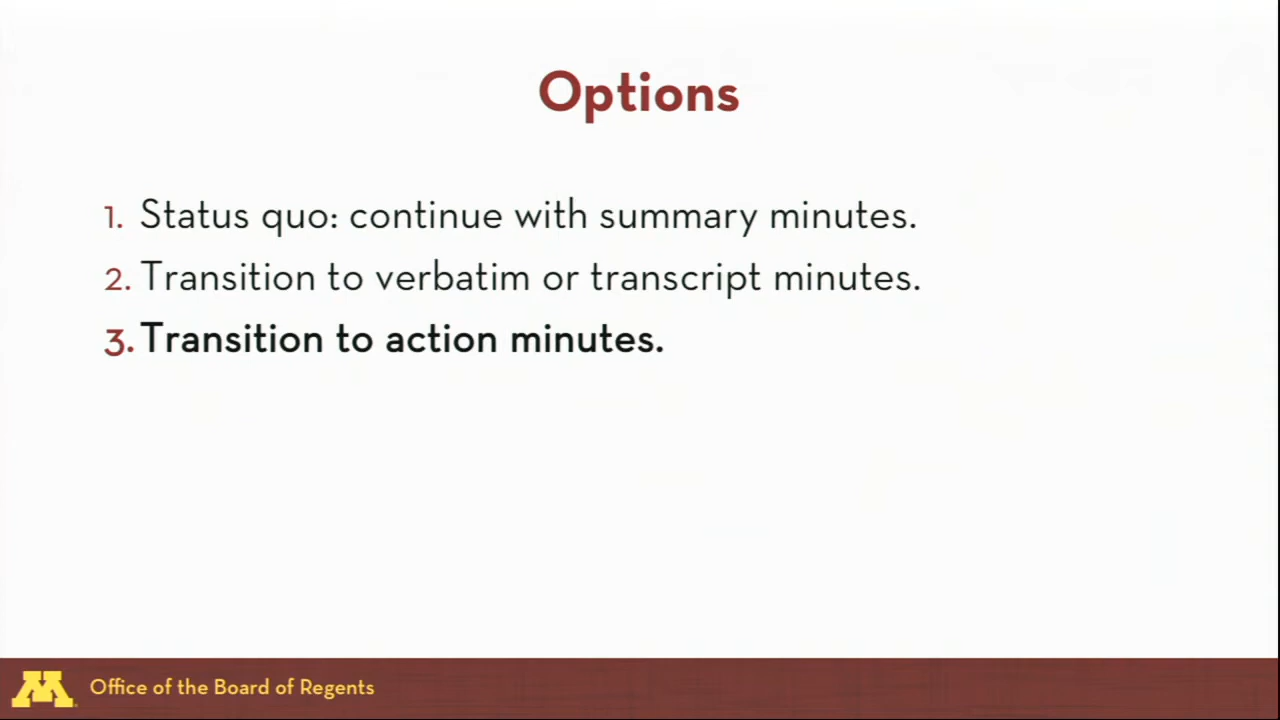 Options
1. Status quo: continue with summary minutes.
2. Transition to verbatim or transcript minutes.
3. Transition to action minutes.
M
Office of the Board of Regents